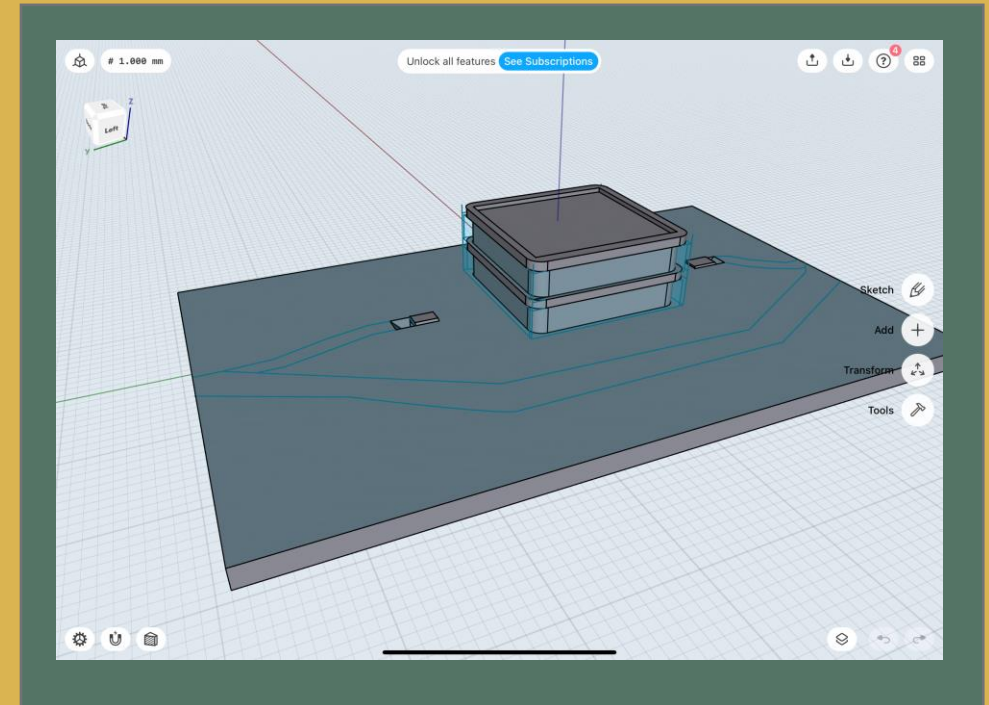 # 1.000 mm
Unlock all features See Subscriptions
4
?
Z
Left
Y
Sketch
Add
Transform
Tools